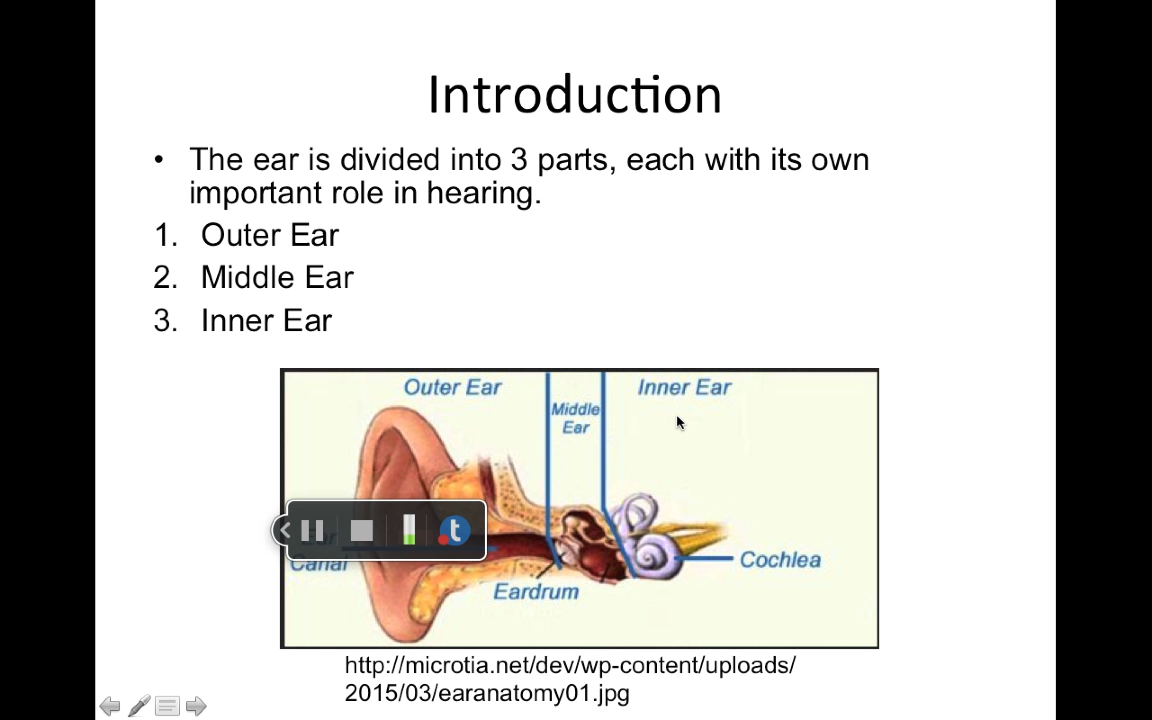 Introduction
• The ear is divided into 3 parts, each with its own
important role in hearing.
1. Outer Ear
2. Middle Ear
3. Inner Ear
Outer Ear
Middle
Ear
Inner Ear
Ear
Canal
t
Eardrum
Cochlea
http://microtia.net/dev/wp-content/uploads/
2015/03/earanatomy01.jpg